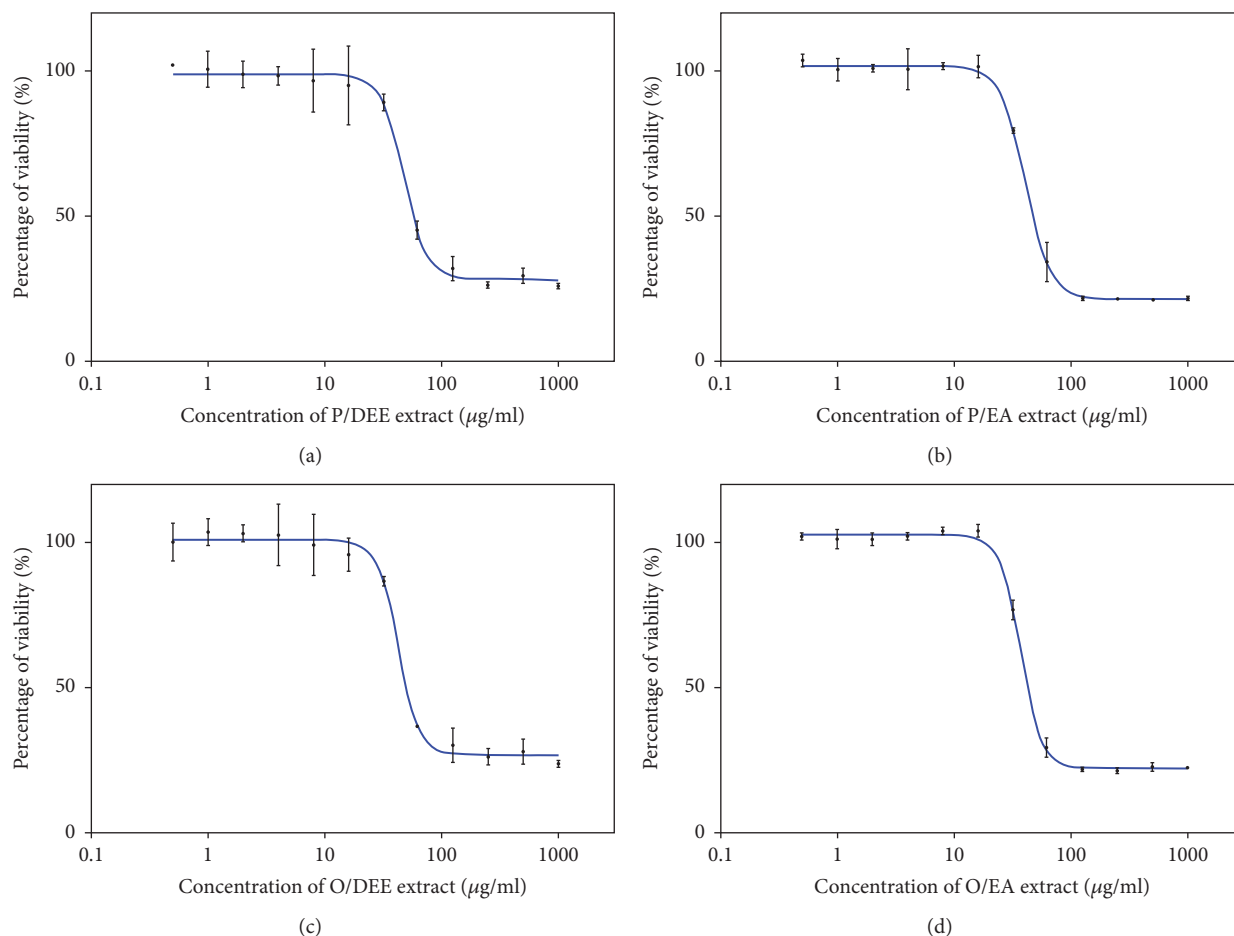 Percentage of viability (%)
100
50
0
0.1 1 10 100 1000
Concentration of P/DEE extract (μg/ml)
(a)
Percentage of viability (%)
100
50
0
0.1 1 10 100 1000
Concentration of P/EA extract (μg/ml)
(b)
Percentage of viability (%)
100
50
0
0.1 1 10 100 1000
Concentration of O/DEE extract (μg/ml)
(c)
Percentage of viability (%)
100
50
0
0.1 1 10 100 1000
Concentration of O/EA extract (μg/ml)
(d)